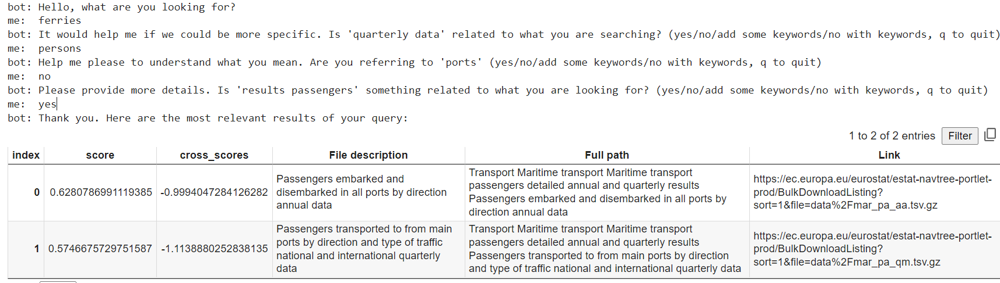 bot: Hello, what are you looking for?
me:  ferries
bot: It would help me if we could be more specific. Is 'quarterly data' related to what you are searching? (yes/no/add some keywords/no with keywords, q to quit)
me:  persons
bot: Help me please to understand what you mean. Are you referring to 'ports' (yes/no/add some keywords/no with keywords, q to quit)
me:  no
bot: Please provide more details. Is 'results passengers' something related to what you are looking for? (yes/no/add some keywords/no with keywords, q to quit)
me:  yes
bot: Thank you. Here are the most relevant results of your query:
1 to 2 of 2 entries Filter
index score cross_scores File description Full path Link
0 0.6280786991119385 -0.9994047284126282
Passengers embarked and
disembarked in all ports by direction
annual data
Transport Maritime transport Maritime transport
passengers detailed annual and quarterly results
Passengers embarked and disembarked in all ports by
direction annual data
https://ec.europa.eu/eurostat/estat-navtree-portlet-
prod/BulkDownloadListing?
sort=1&file=data%2Fmar_pa_aa.tsv.gz
1 0.5746675729751587 -1.1138880252838135
Passengers transported to from main
ports by direction and type of traffic
national and international quarterly
data
Transport Maritime transport Maritime transport
passengers detailed annual and quarterly results
Passengers transported to from main ports by direction
and type of traffic national and international quarterly data
https://ec.europa.eu/eurostat/estat-navtree-portlet-
prod/BulkDownloadListing?
sort=1&file=data%2Fmar_pa_qm.tsv.gz